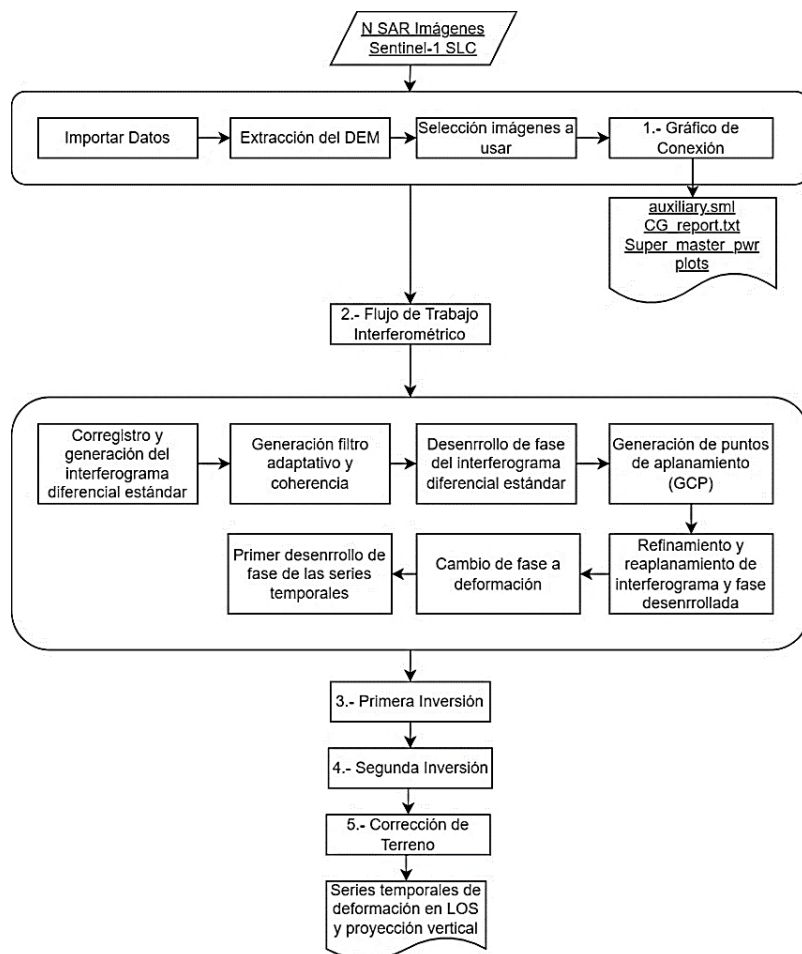 N SAR Imágenes
Sentinel-1 SLC
Importar Datos
Extracción del DEM
Selección imágenes a
usar
1.- Gráfico de
Conexión
auxiliary.sml
CG_report.txt
Super_master_pwr
plots
2.- Flujo de Trabajo
Interferométrico
Corregistro y
generación del
interferograma
diferencial estándar
Generación filtro
adaptativo y
coherencia
Desenrrollo de fase
del interferograma
diferencial estándar
Generación de puntos
de aplanamiento
(GCP)
Refinamiento y
reaplanamiento de
interferograma y fase
desenrrollada
Cambio de fase a
deformación
Primer desenrrollo de
fase de las series
temporales
3.- Primera Inversión
4.- Segunda Inversión
5.- Corrección de
Terreno
Series temporales de
deformación en LOS
y proyección vertical